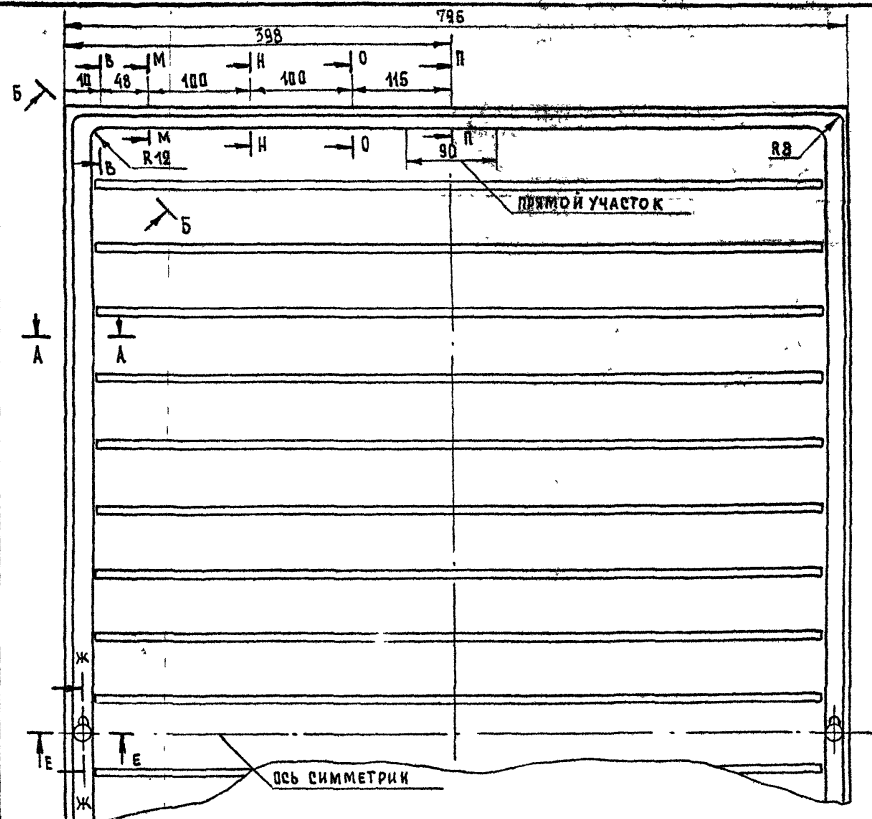 796
398
Б В М Н О П
10 48 100 100 115
М Н О П
В R12 90 R8
ПРЯМОЙ УЧАСТОК
Б
А А
Ж
Е Е
ОСЬ СИММЕТРИИ
Ж